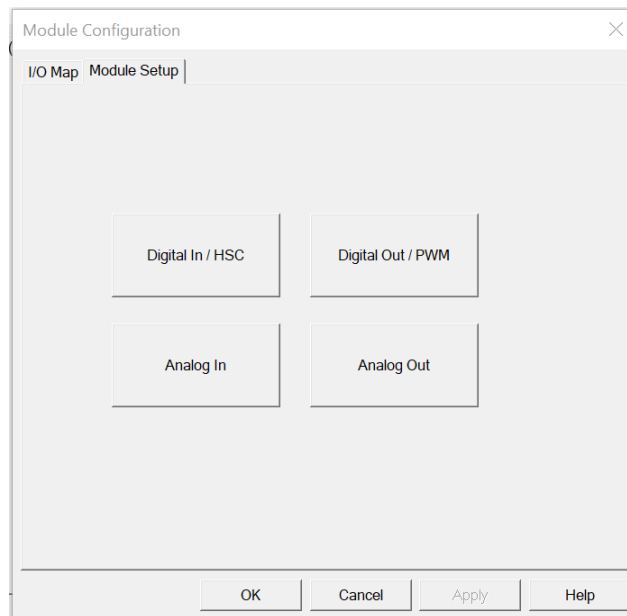 Module Configuration
I/O Map Module Setup
Digital In / HSC Digital Out / PWM
Analog In Analog Out
OK Cancel Apply Help